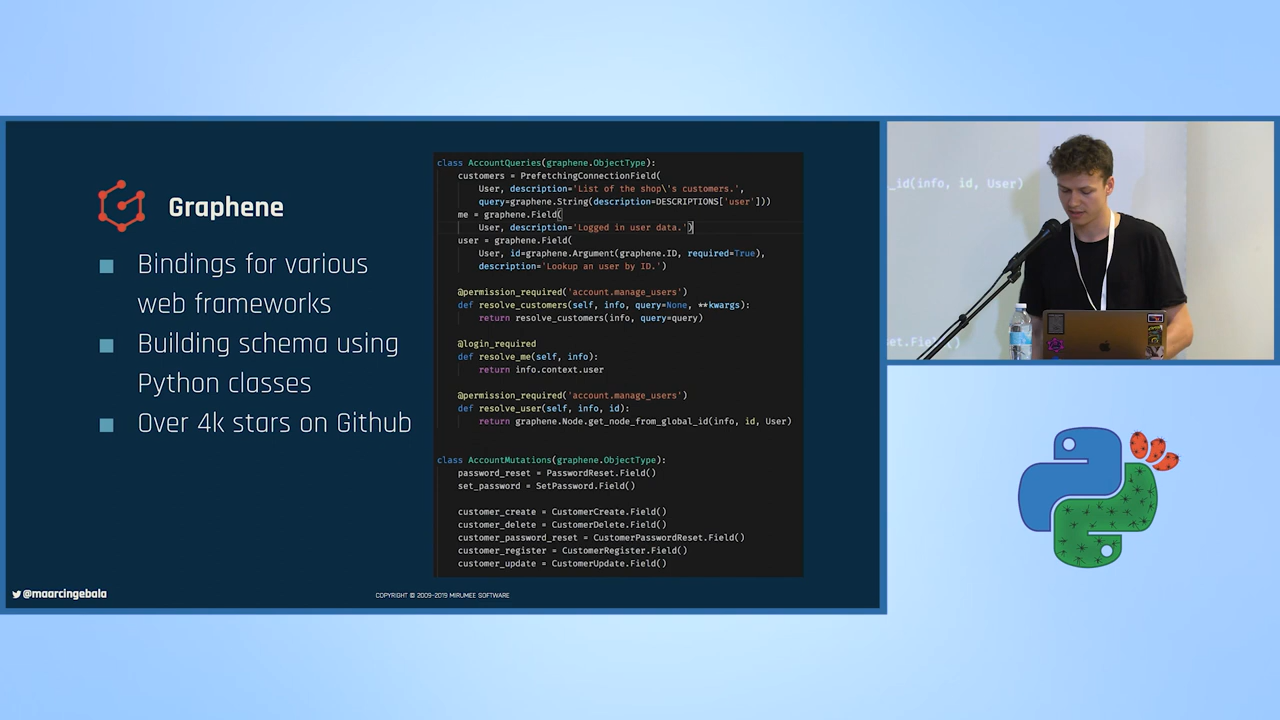 Graphene
Bindings for various
web frameworks
Building schema using
Python classes
Over 4k stars on Github
class AccountQueries(graphene.ObjectType):
customers = PrefetchingConnectionField(
User, description='List of the shop\'s customers.',
query=graphene.String(description=DESCRIPTIONS['user']))
me = graphene.Field(
User, description='Logged in user data.')
user = graphene.Field(
User, id=graphene.Argument(graphene.ID, required=True),
description='Lookup an user by ID.')
@permission_required('account.manage_users')
def resolve_customers(self, info, query=None, **kwargs):
return resolve_customers(info, query=query)
@login_required
def resolve_me(self, info):
return info.context.user
@permission_required('account.manage_users')
def resolve_user(self, info, id):
return graphene.Node.get_node_from_global_id(info, id, User)
class AccountMutations(graphene.ObjectType):
password_reset = PasswordReset.Field()
set_password = SetPassword.Field()
customer_create = CustomerCreate.Field()
customer_delete = CustomerDelete.Field()
customer_password_reset = CustomerPasswordReset.Field()
customer_register = CustomerRegister.Field()
customer_update = CustomerUpdate.Field()
@maarcingebala
COPYRIGHT © 2009-2019 MIRUMEE SOFTWARE
_id(info, id, User)